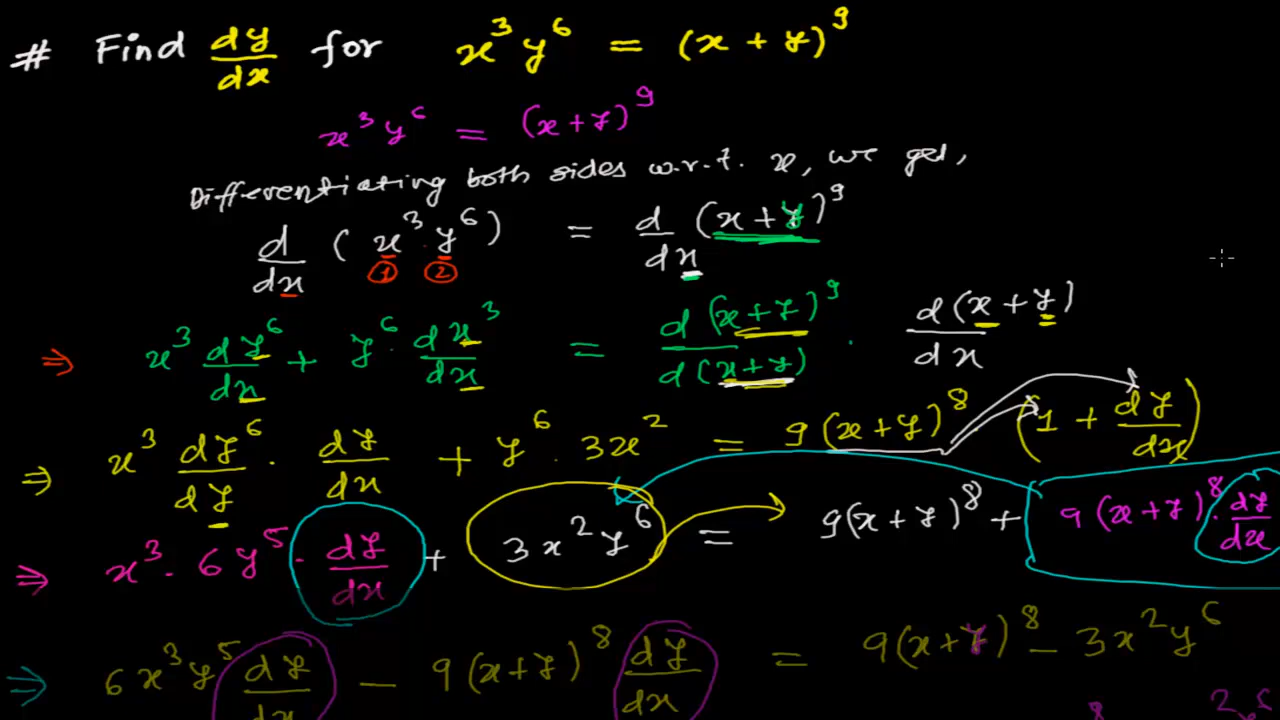 # Find dy/dx for x³y⁶ = (x + y)⁹
x³y⁶ = (x+y)⁹
Differentiating both sides w.r.t. x, we get,
d/dx (x³.y⁶) = d/dx (x+y)⁹
① ②
⇒ x³ dy⁶/dx + y⁶. dx³/dx = d(x+y)⁹/d(x+y) . d(x+y)/dx
⇒ x³ dy⁶/dy . dy/dx + y⁶. 3x² = 9(x+y)⁸ (1 + dy/dx)
⇒ x³. 6y⁵. dy/dx + 3x²y⁶ = 9(x+y)⁸ + 9(x+y)⁸. dy/dx
⇒ 6x³y⁵ dy/dx – 9(x+y)⁸ dy/dx = 9(x+y)⁸ – 3x²y⁶